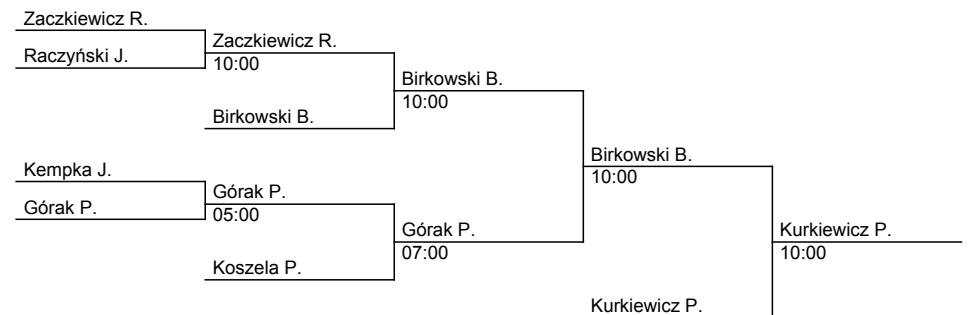 Zaczkiewicz R.
Raczyński J.
Zaczkiewicz R.
10:00
Birkowski B.
Birkowski B.
10:00
Kempka J.
Górak P.
Górak P.
05:00
Koszela P.
Górak P.
07:00
Birkowski B.
10:00
Kurkiewicz P.
Kurkiewicz P.
10:00